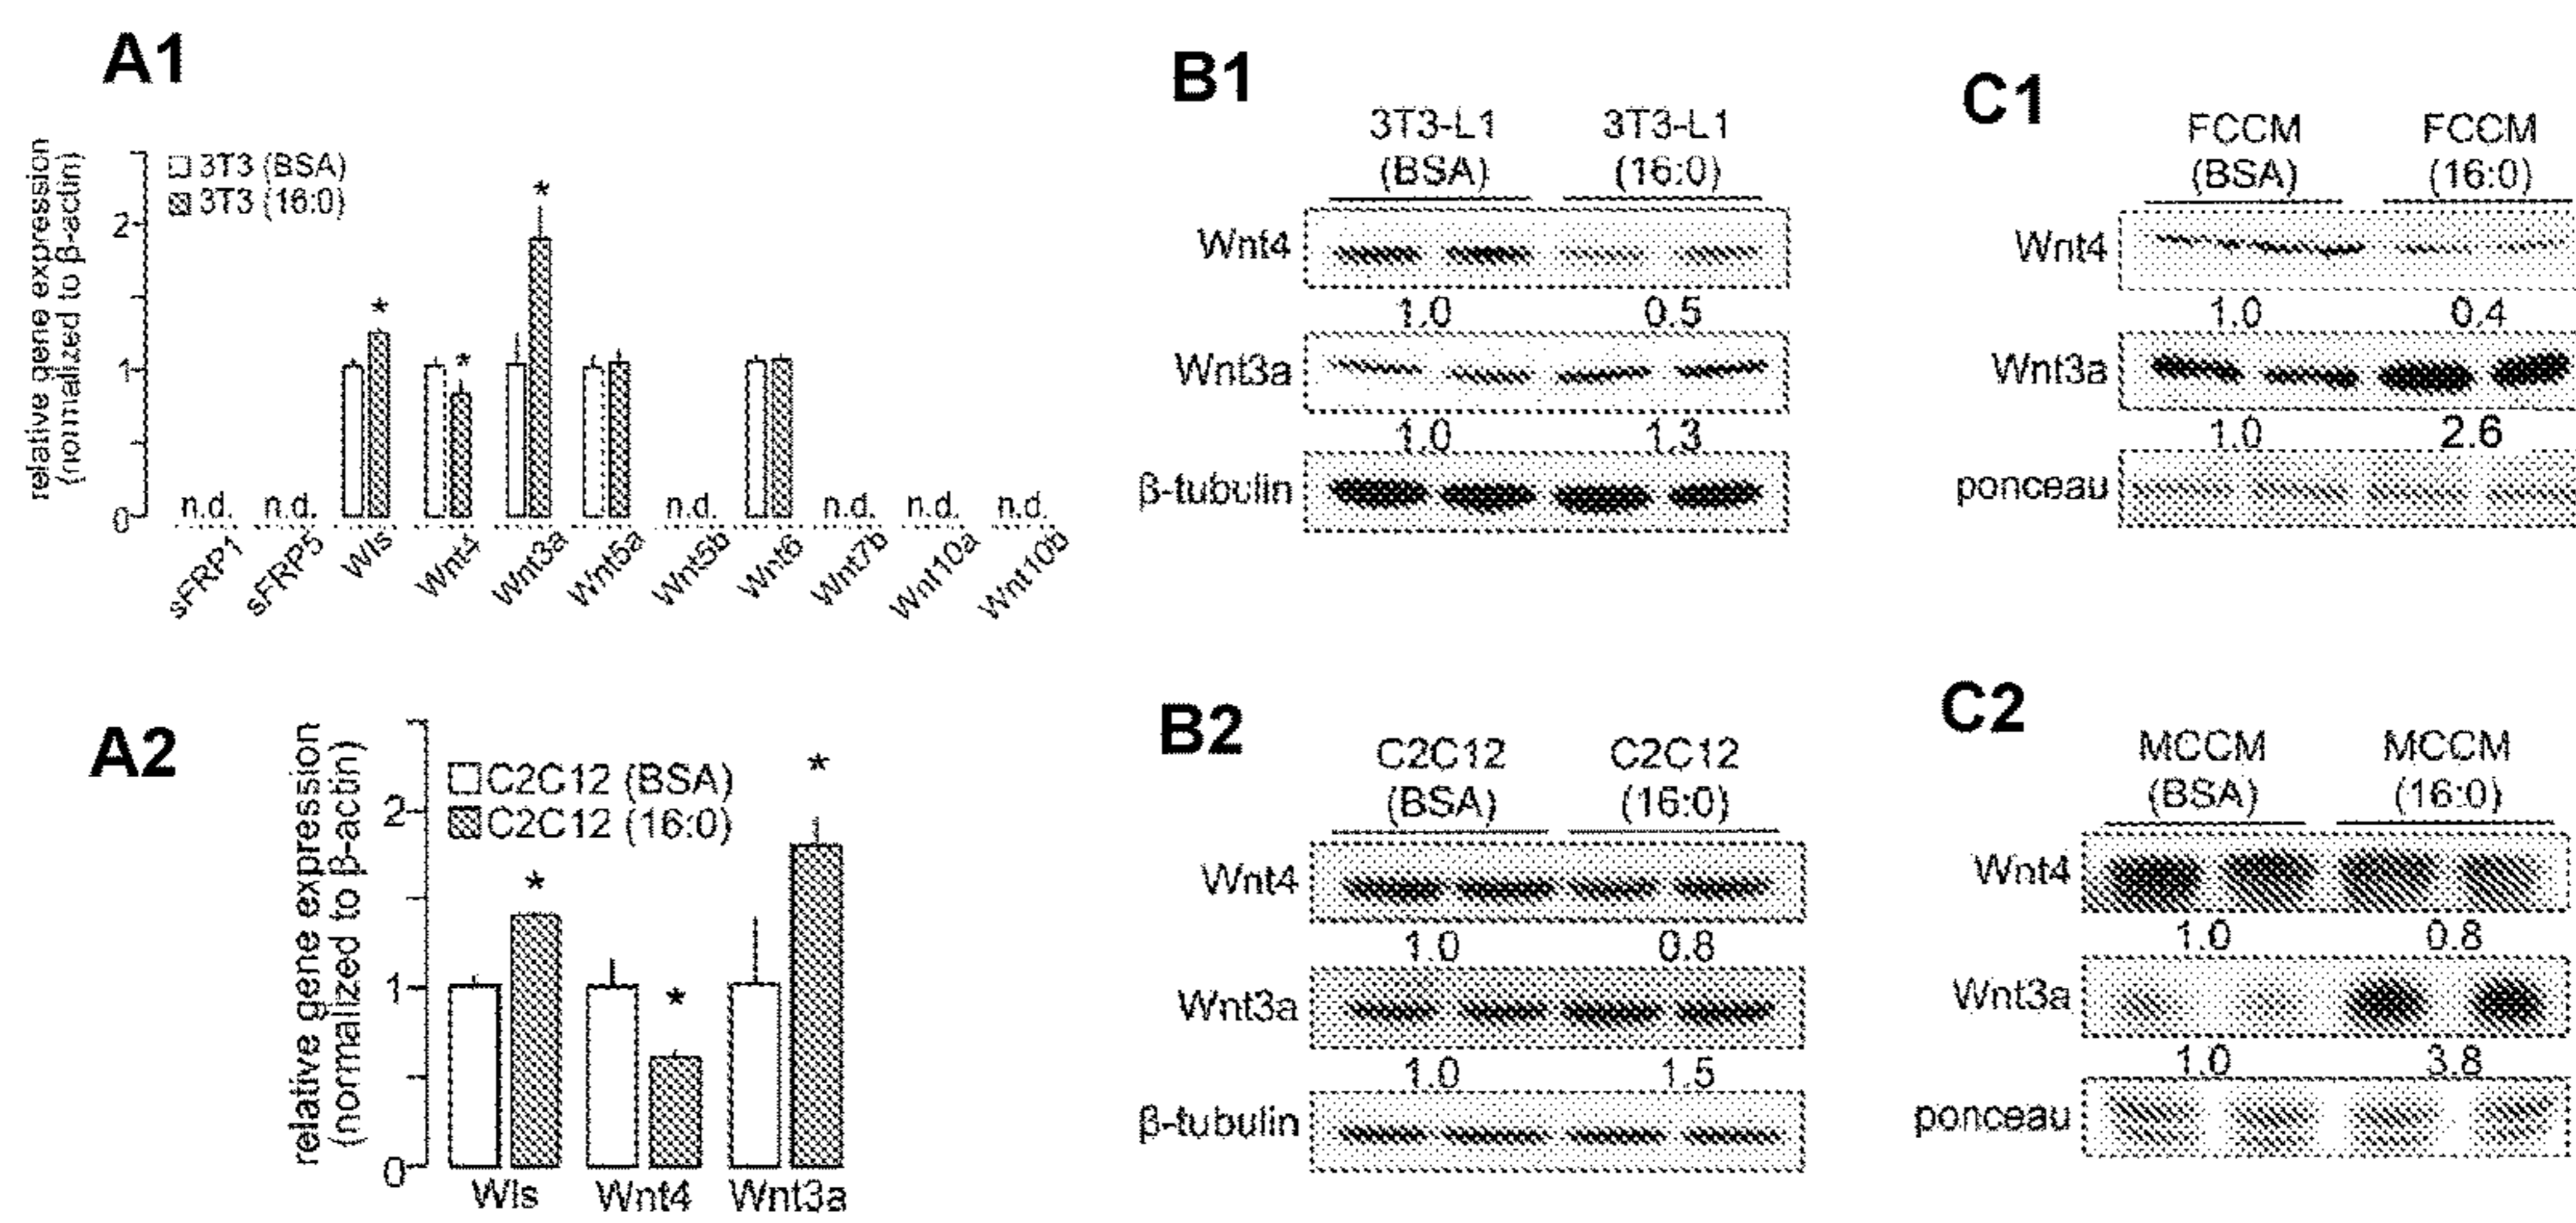 A1
relative gene expression
(normalized to β-actin)
3T3 (BSA)
3T3 (16:0)
2
1
0
*
*
*
n.d.
n.d.
n.d.
n.d.
n.d.
n.d.
sFRP1
sFRP5
Wls
Wnt4
Wnt3a
Wnt5a
Wnt5b
Wnt6
Wnt7b
Wnt10a
Wnt10b
B1
3T3-L1
(BSA)
3T3-L1
(16:0)
Wnt4
1.0
0.5
Wnt3a
1.0
1.3
β-tubulin
C1
FCCM
(BSA)
FCCM
(16:0)
Wnt4
1.0
0.4
Wnt3a
1.0
2.6
ponceau
A2
relative gene expression
(normalized to β-actin)
C2C12 (BSA)
C2C12 (16:0)
2
1
0
*
*
*
Wls
Wnt4
Wnt3a
B2
C2C12
(BSA)
C2C12
(16:0)
Wnt4
1.0
0.8
Wnt3a
1.0
1.5
β-tubulin
C2
MCCM
(BSA)
MCCM
(16:0)
Wnt4
1.0
0.8
Wnt3a
1.0
3.8
ponceau